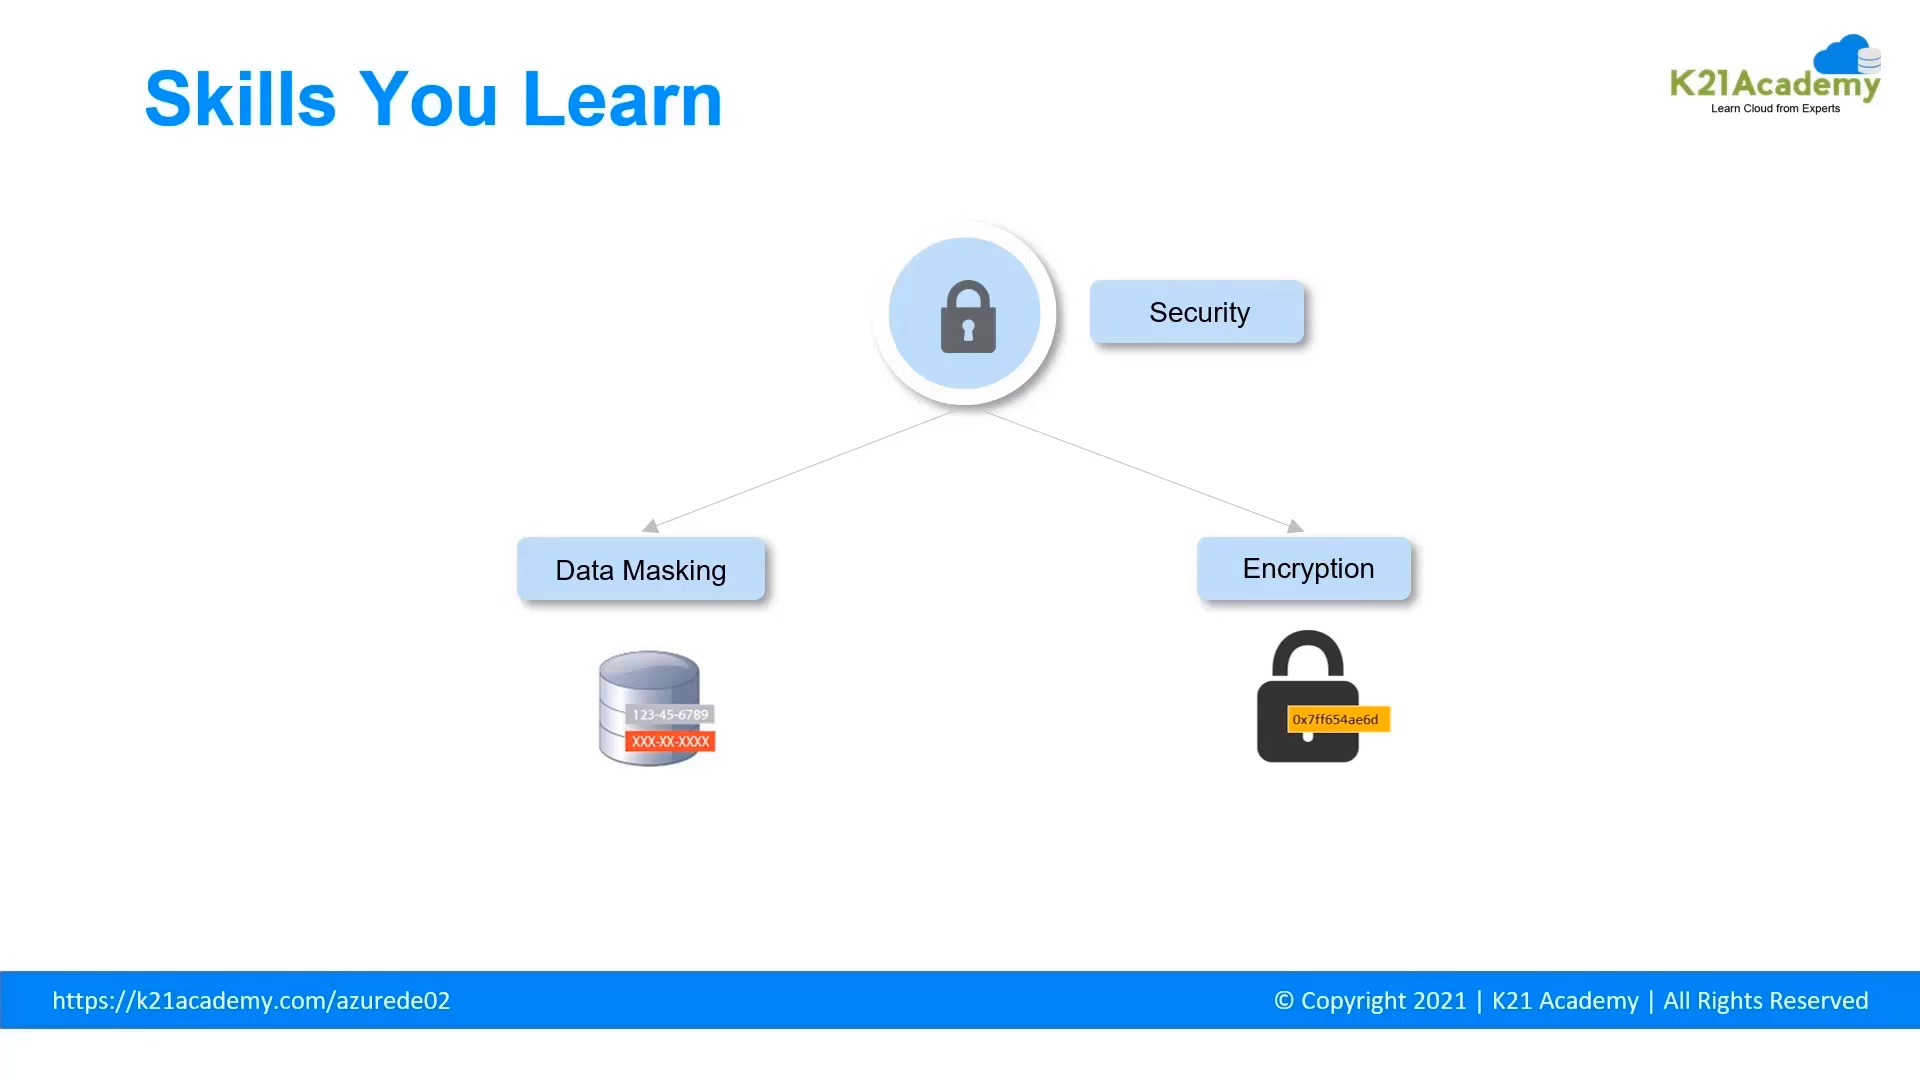 Skills You Learn
K21Academy
Learn Cloud from Experts
Security
Data Masking
Encryption
123-45-6789
XXX-XX-XXXX
0x7ff654ae6d
https://k21academy.com/azurede02
© Copyright 2021 | K21 Academy | All Rights Reserved